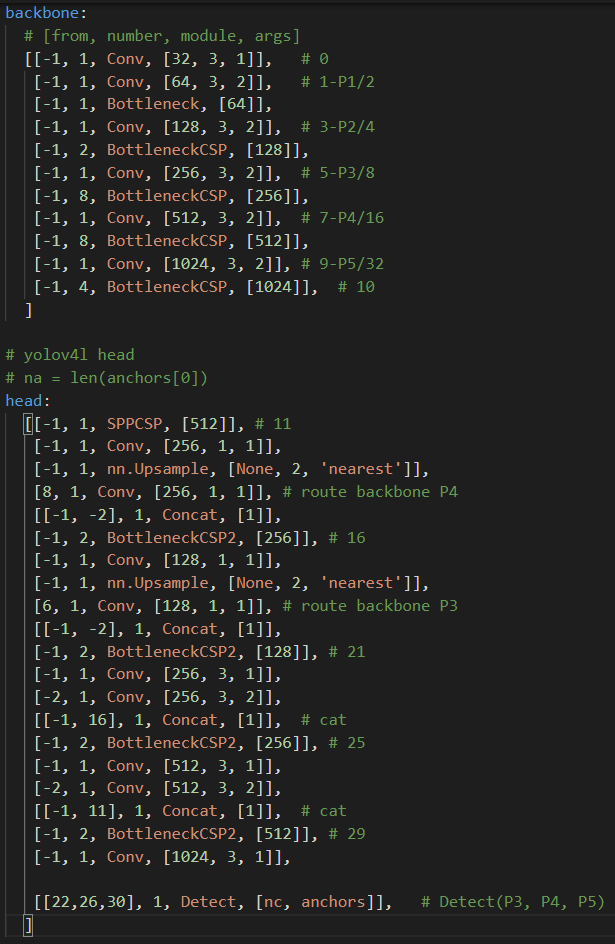 backbone:
  # [from, number, module, args]
  [[-1, 1, Conv, [32, 3, 1]],   # 0
   [-1, 1, Conv, [64, 3, 2]],   # 1-P1/2
   [-1, 1, Bottleneck, [64]],
   [-1, 1, Conv, [128, 3, 2]],  # 3-P2/4
   [-1, 2, BottleneckCSP, [128]],
   [-1, 1, Conv, [256, 3, 2]],  # 5-P3/8
   [-1, 8, BottleneckCSP, [256]],
   [-1, 1, Conv, [512, 3, 2]],  # 7-P4/16
   [-1, 8, BottleneckCSP, [512]],
   [-1, 1, Conv, [1024, 3, 2]], # 9-P5/32
   [-1, 4, BottleneckCSP, [1024]],  # 10
  ]
# yolov4l head
# na = len(anchors[0])
head:
  [[-1, 1, SPPCSP, [512]], # 11
   [-1, 1, Conv, [256, 1, 1]],
   [-1, 1, nn.Upsample, [None, 2, 'nearest']],
   [8, 1, Conv, [256, 1, 1]], # route backbone P4
   [[-1, -2], 1, Concat, [1]],
   [-1, 2, BottleneckCSP2, [256]], # 16
   [-1, 1, Conv, [128, 1, 1]],
   [-1, 1, nn.Upsample, [None, 2, 'nearest']],
   [6, 1, Conv, [128, 1, 1]], # route backbone P3
   [[-1, -2], 1, Concat, [1]],
   [-1, 2, BottleneckCSP2, [128]], # 21
   [-1, 1, Conv, [256, 3, 1]],
   [-2, 1, Conv, [256, 3, 2]],
   [[-1, 16], 1, Concat, [1]],  # cat
   [-1, 2, BottleneckCSP2, [256]], # 25
   [-1, 1, Conv, [512, 3, 1]],
   [-2, 1, Conv, [512, 3, 2]],
   [[-1, 11], 1, Concat, [1]],  # cat
   [-1, 2, BottleneckCSP2, [512]], # 29
   [-1, 1, Conv, [1024, 3, 1]],
   [[22,26,30], 1, Detect, [nc, anchors]],   # Detect(P3, P4, P5)
  ]